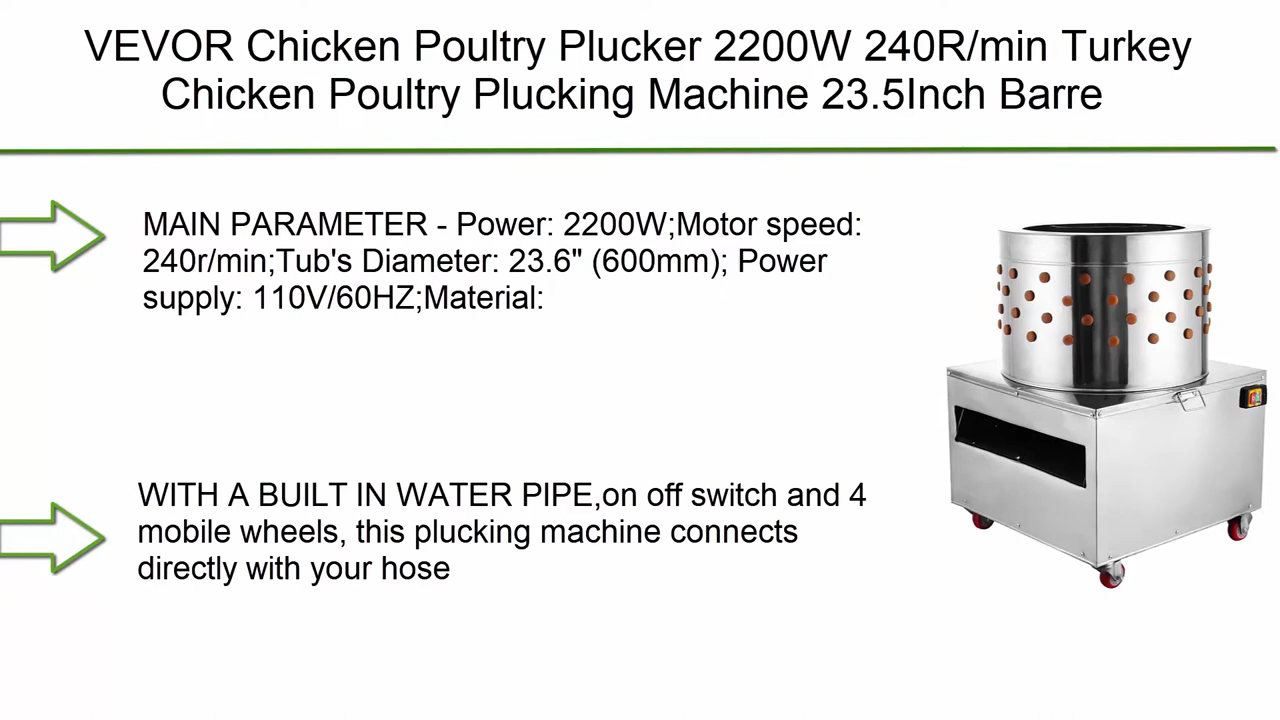 VEVOR Chicken Poultry Plucker 2200W 240R/min Turkey
Chicken Poultry Plucking Machine 23.5Inch Barre
MAIN PARAMETER - Power: 2200W;Motor speed:
240r/min;Tub's Diameter: 23.6" (600mm); Power
supply: 110V/60HZ;Material:
WITH A BUILT IN WATER PIPE,on off switch and 4
mobile wheels, this plucking machine connects
directly with your hose